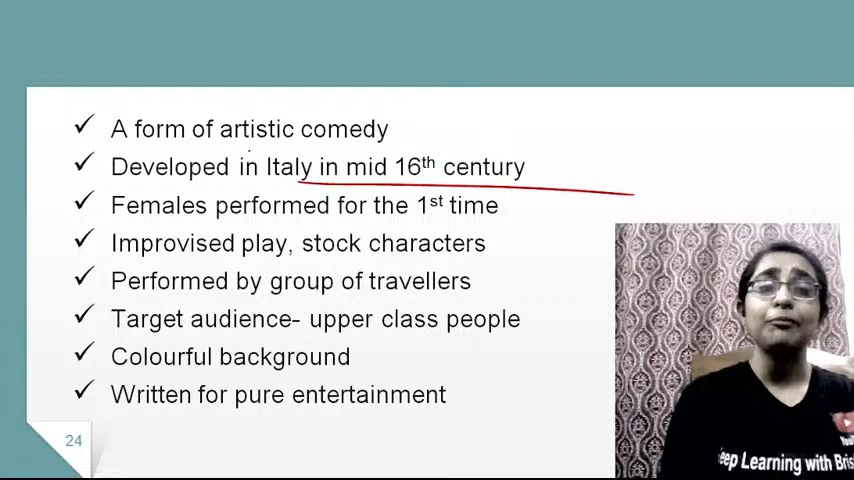 ✓ A form of artistic comedy
✓ Developed in Italy in mid 16th century
✓ Females performed for the 1st time
✓ Improvised play, stock characters
✓ Performed by group of travellers
✓ Target audience- upper class people
✓ Colourful background
✓ Written for pure entertainment
24
Learning with